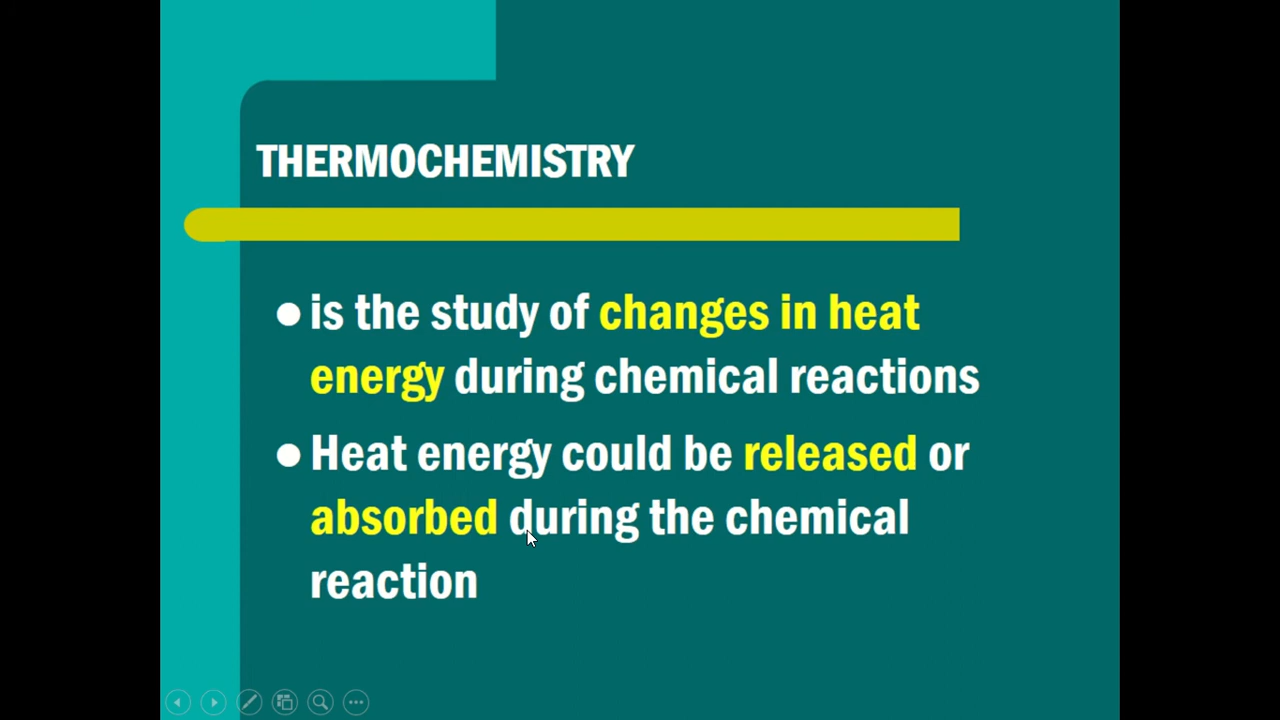 THERMOCHEMISTRY
● is the study of changes in heat
energy during chemical reactions
● Heat energy could be released or
absorbed during the chemical
reaction